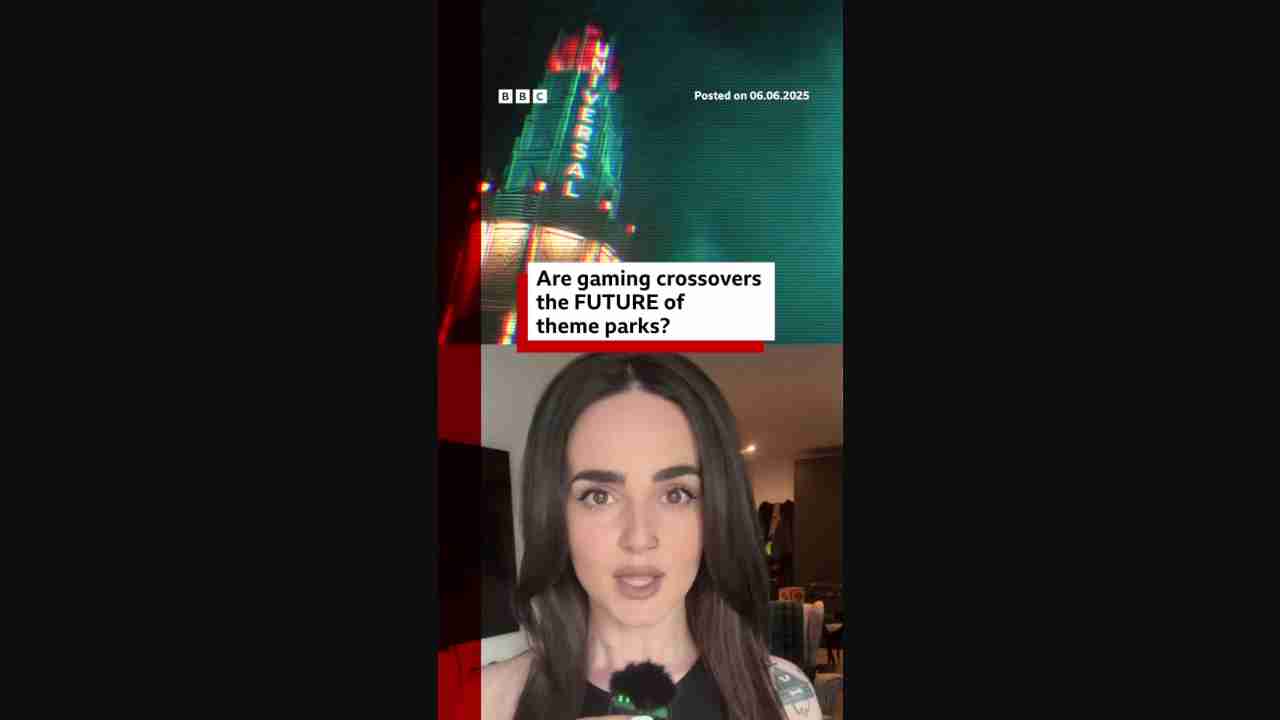 BBC
Posted on 06.06.2025
UNIVERSAL
Are gaming crossovers
the FUTURE of
theme parks?